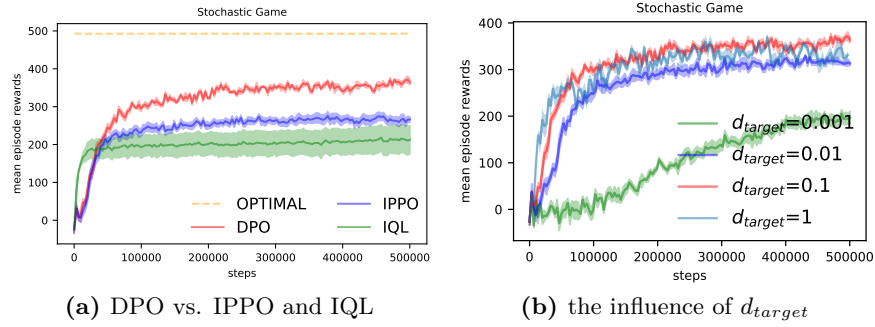 Stochastic Game
500
400
300
200
100
0
mean episode rewards
OPTIMAL
DPO
IPPO
IQL
0 100000 200000 300000 400000 500000
steps
(a) DPO vs. IPPO and IQL
Stochastic Game
400
300
200
100
0
mean episode rewards
d_target=0.001
d_target=0.01
d_target=0.1
d_target=1
0 100000 200000 300000 400000 500000
steps
(b) the influence of d_target